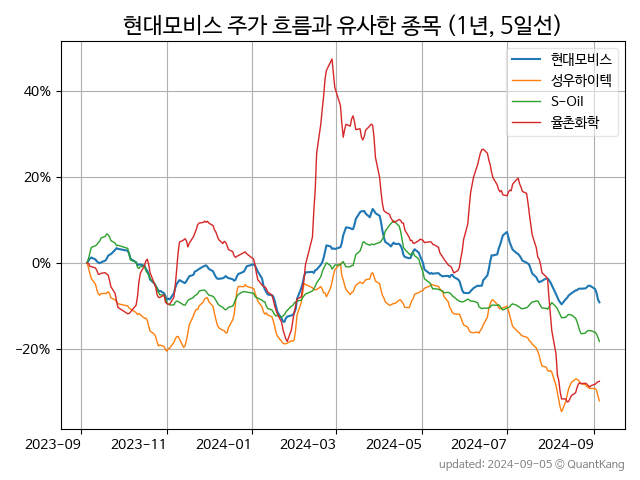 현대모비스 주가 흐름과 유사한 종목 (1년, 5일선)
현대모비스
성우하이텍
S-Oil
율촌화학
40%
20%
0%
−20%
2023-09 2023-11 2024-01 2024-03 2024-05 2024-07 2024-09
updated: 2024-09-05 © QuantKang